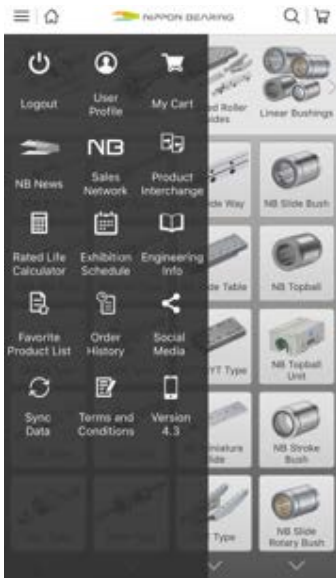 NIPPON BEARING
Logout
User
Profile
My Cart
Linear Bushings
NB News
NB
Sales
Network
Product
Interchange
NB Slide Bush
Rated Life
Calculator
Exhibition
Schedule
Engineering
Info
NB Topball
Favorite
Product List
Order
History
Social
Media
NB Topball
Unit
Sync
Data
Terms and
Conditions
Version
4.3
NB Stroke
Bush
Type
NB Slide
Rotary Bush